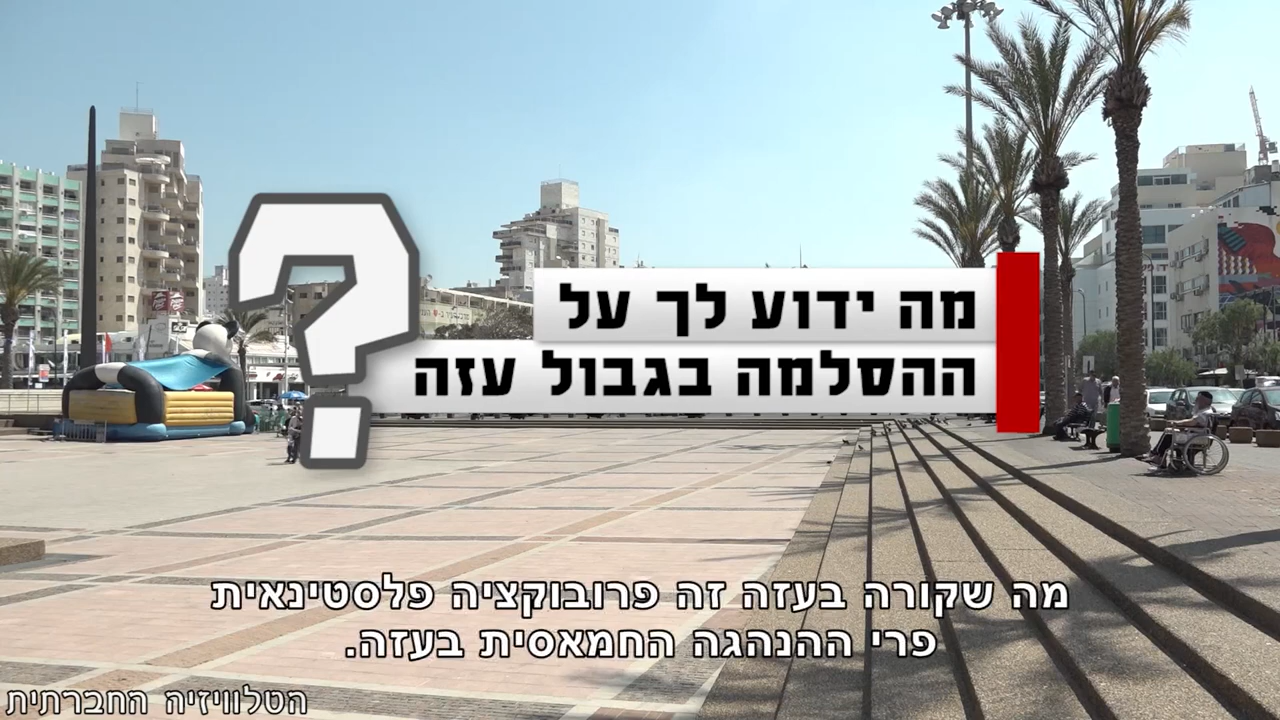 מה ידוע לך על
ההסלמה בגבול עזה
?
מה שקורה בעזה זה פרובוקציה פלסטינאית
פרי ההנהגה החמאסית בעזה.
הטלוויזיה החברתית